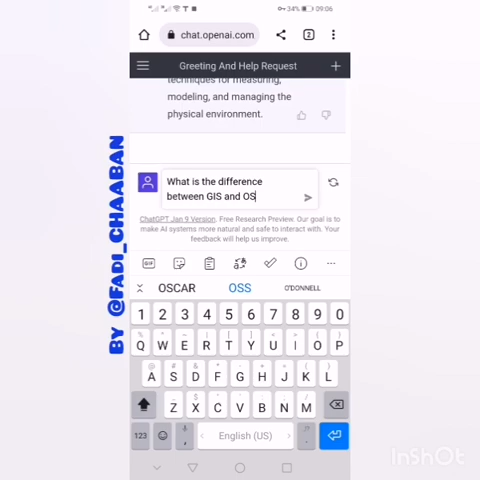 34% 09:06
chat.openai.com
2
Greeting And Help Request
techniques for measuring,
modeling, and managing the
physical environment.
What is the difference
between GIS and OS
ChatGPT Jan 9 Version. Free Research Preview. Our goal is to
make AI systems more natural and safe to interact with. Your
feedback will help us improve.
GIF
OSCAR OSS O'DONNELL
1 2 3 4 5 6 7 8 9 0
Q W E R T Y U I O P
A S D F G H J K L
Z X C V B N M
123 , English (US) .
BY @FADI_CHAABAN
InShOt